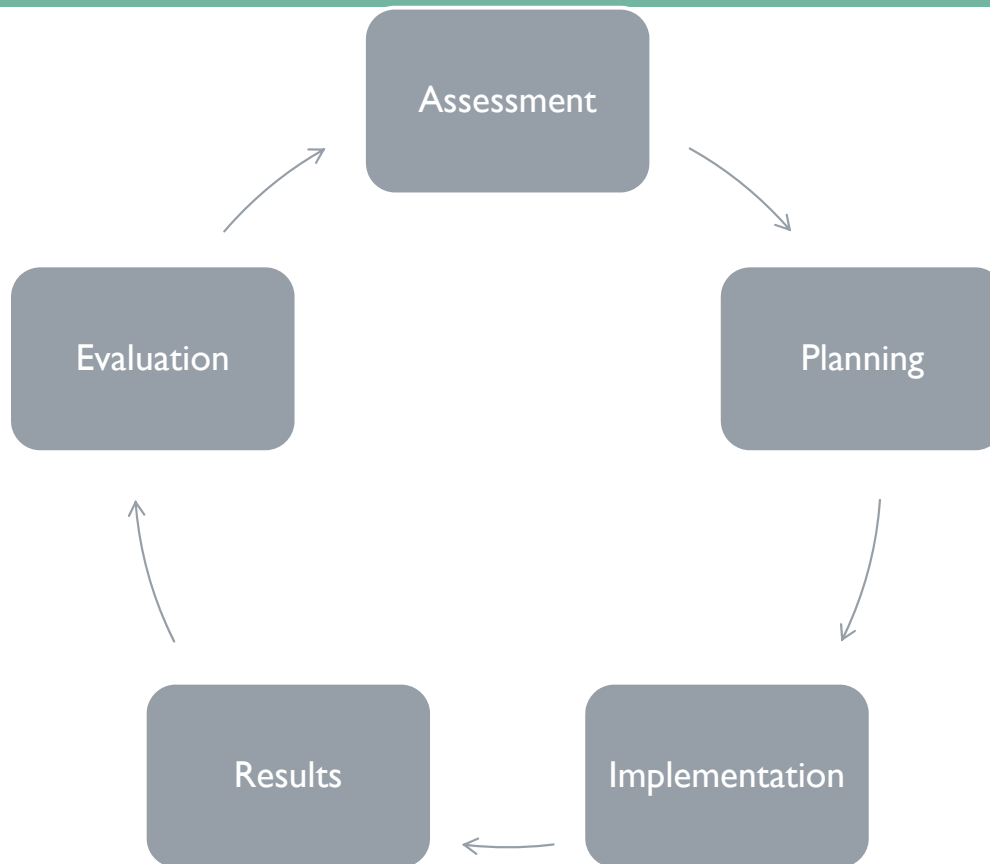 Assessment
Planning
Implementation
Results
Evaluation